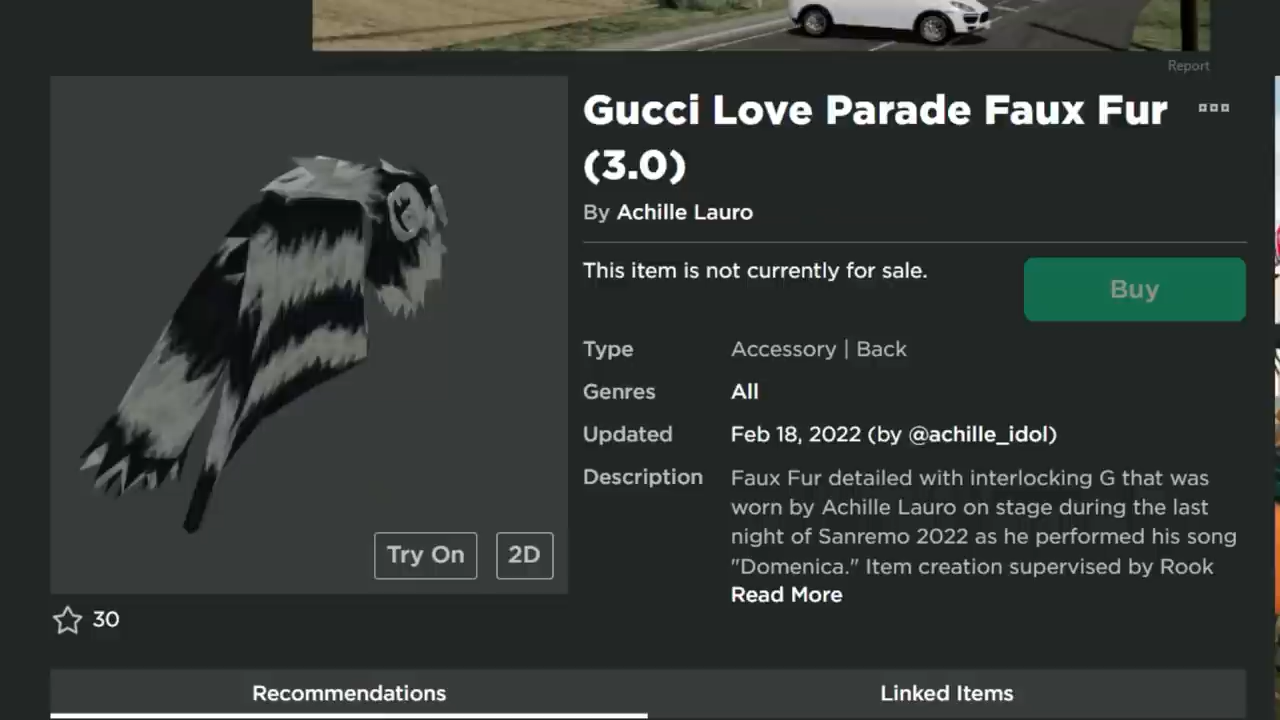 Report
Gucci Love Parade Faux Fur
(3.0)
By Achille Lauro
This item is not currently for sale.
Buy
Type Accessory | Back
Genres All
Updated Feb 18, 2022 (by @achille_idol)
Description Faux Fur detailed with interlocking G that was
worn by Achille Lauro on stage during the last
night of Sanremo 2022 as he performed his song
"Domenica." Item creation supervised by Rook
Read More
Try On 2D
30
Recommendations Linked Items